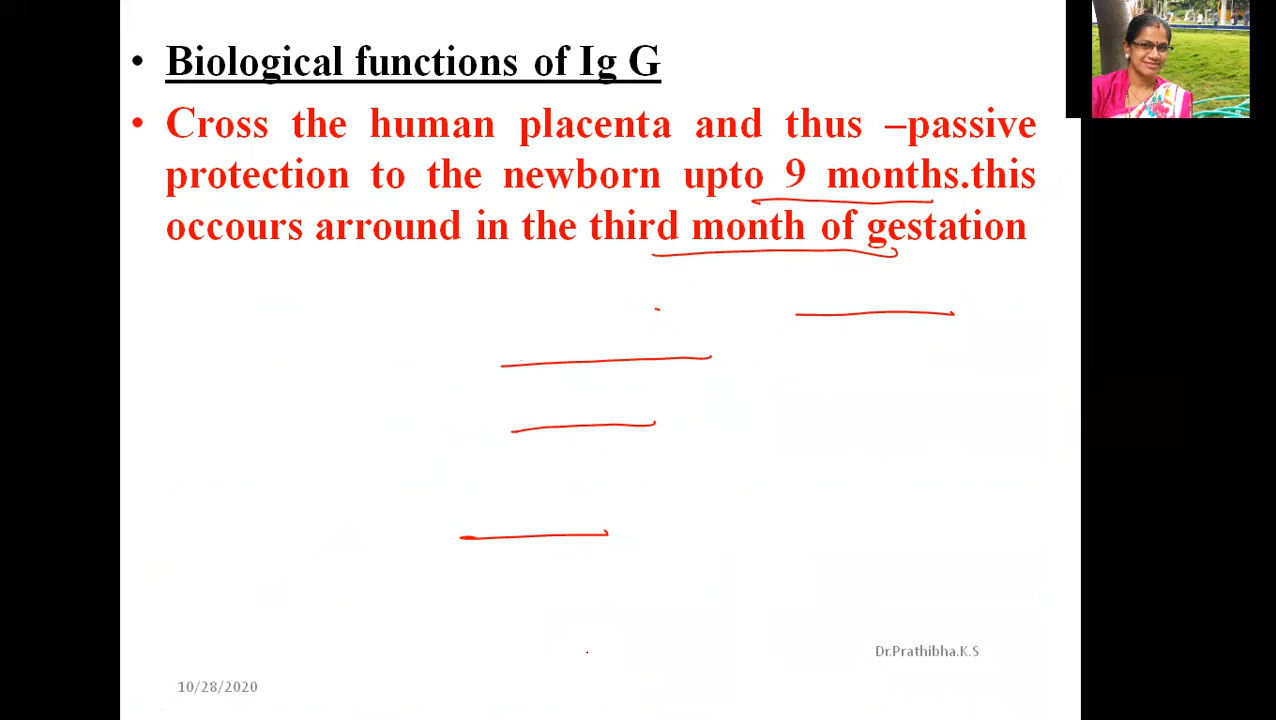 • Biological functions of Ig G
• Cross the human placenta and thus –passive
protection to the newborn upto 9 months.this
occours arround in the third month of gestation
Dr.Prathibha.K.S
10/28/2020